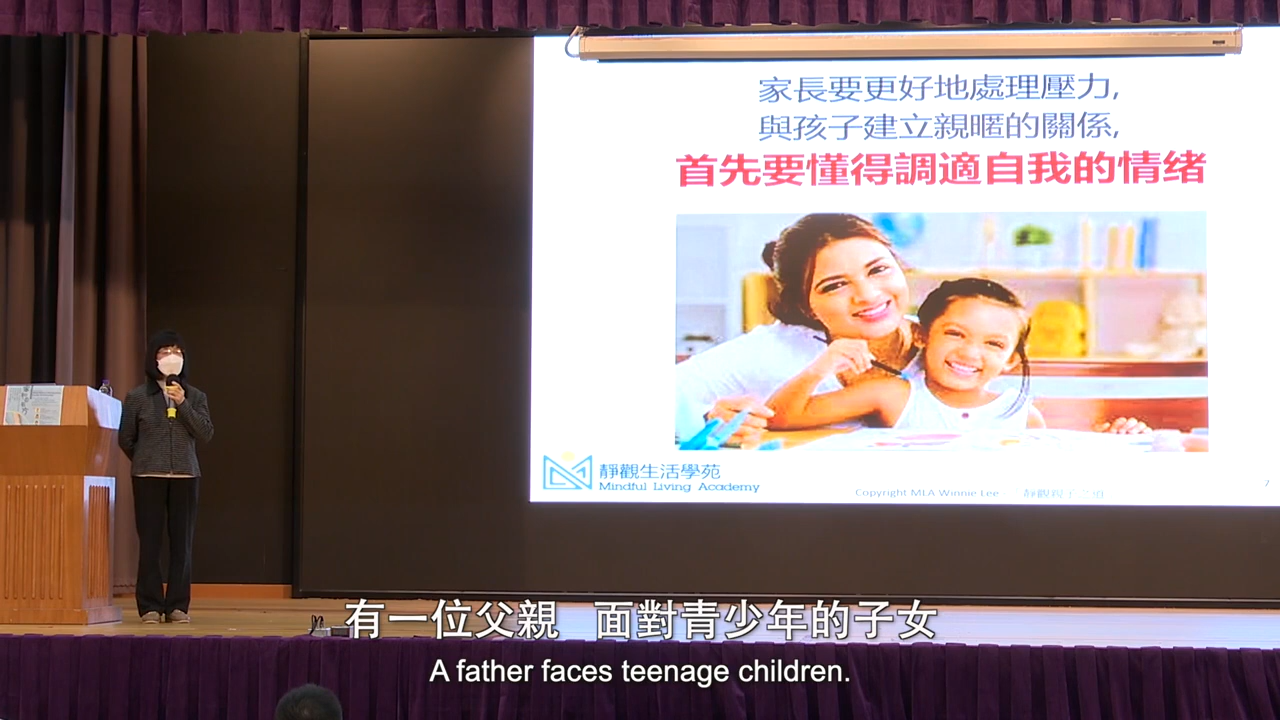 家長要更好地處理壓力,
與孩子建立親暱的關係,
首先要懂得調適自我的情绪
靜觀生活學苑
Mindful Living Academy
Copyright MLA Winnie Lee
7
有一位父親 面對青少年的子女
A father faces teenage children.